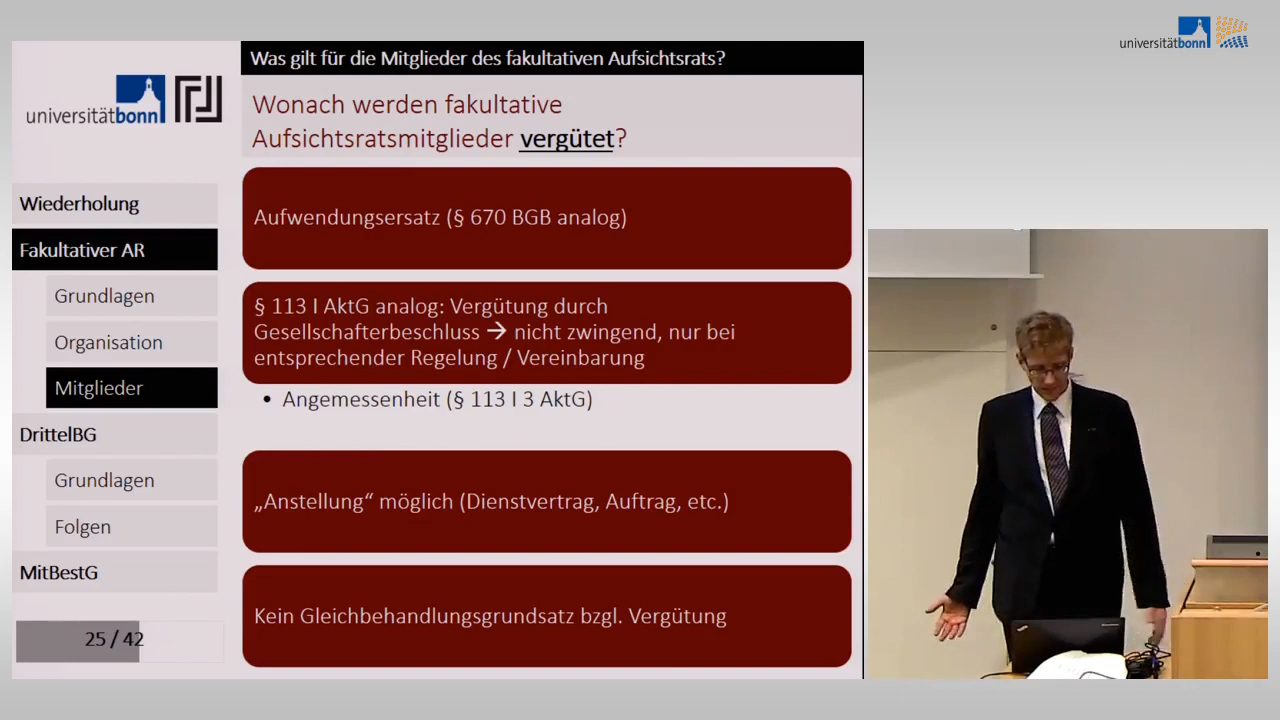 universitätbonn
Was gilt für die Mitglieder des fakultativen Aufsichtsrats?
universitätbonn
Wonach werden fakultative
Aufsichtsratsmitglieder vergütet?
Wiederholung
Fakultativer AR
Grundlagen
Organisation
Mitglieder
DrittelBG
Grundlagen
Folgen
MitBestG
25 / 42
Aufwendungsersatz (§ 670 BGB analog)
§ 113 I AktG analog: Vergütung durch
Gesellschafterbeschluss → nicht zwingend, nur bei
entsprechender Regelung / Vereinbarung
• Angemessenheit (§ 113 I 3 AktG)
„Anstellung“ möglich (Dienstvertrag, Auftrag, etc.)
Kein Gleichbehandlungsgrundsatz bzgl. Vergütung